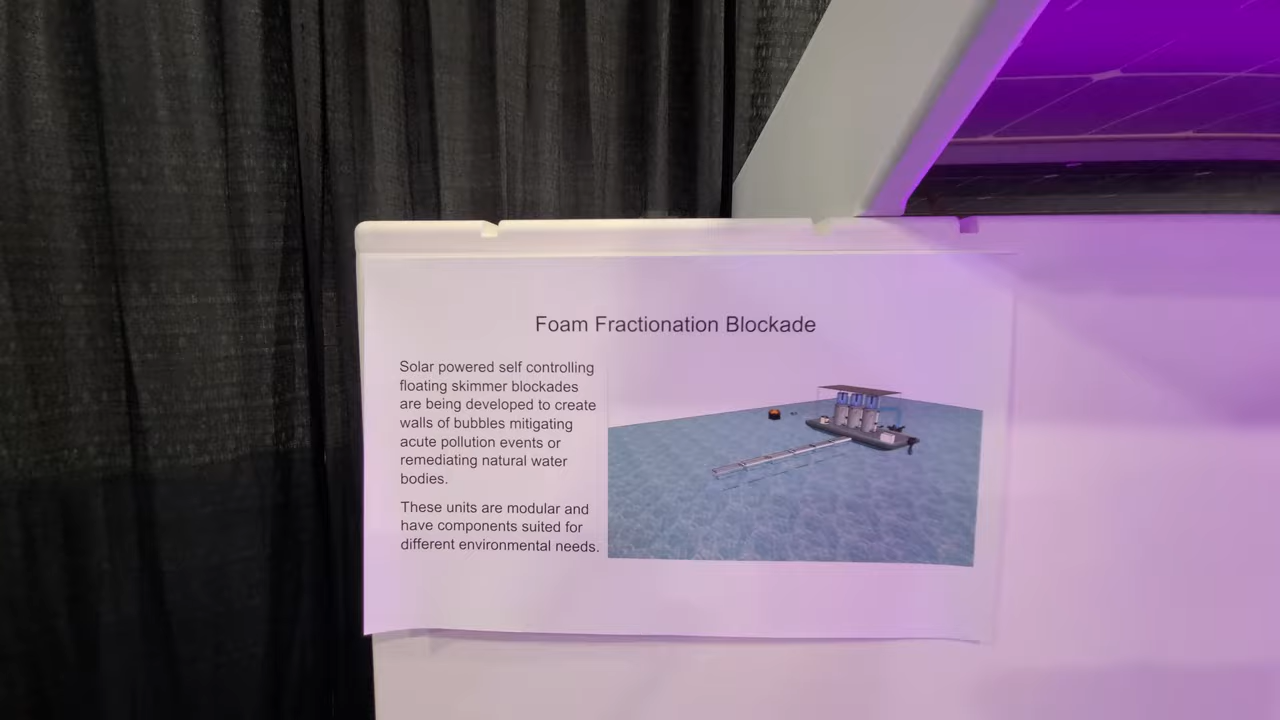 Foam Fractionation Blockade
Solar powered self controlling
floating skimmer blockades
are being developed to create
walls of bubbles mitigating
acute pollution events or
remediating natural water
bodies.
These units are modular and
have components suited for
different environmental needs.